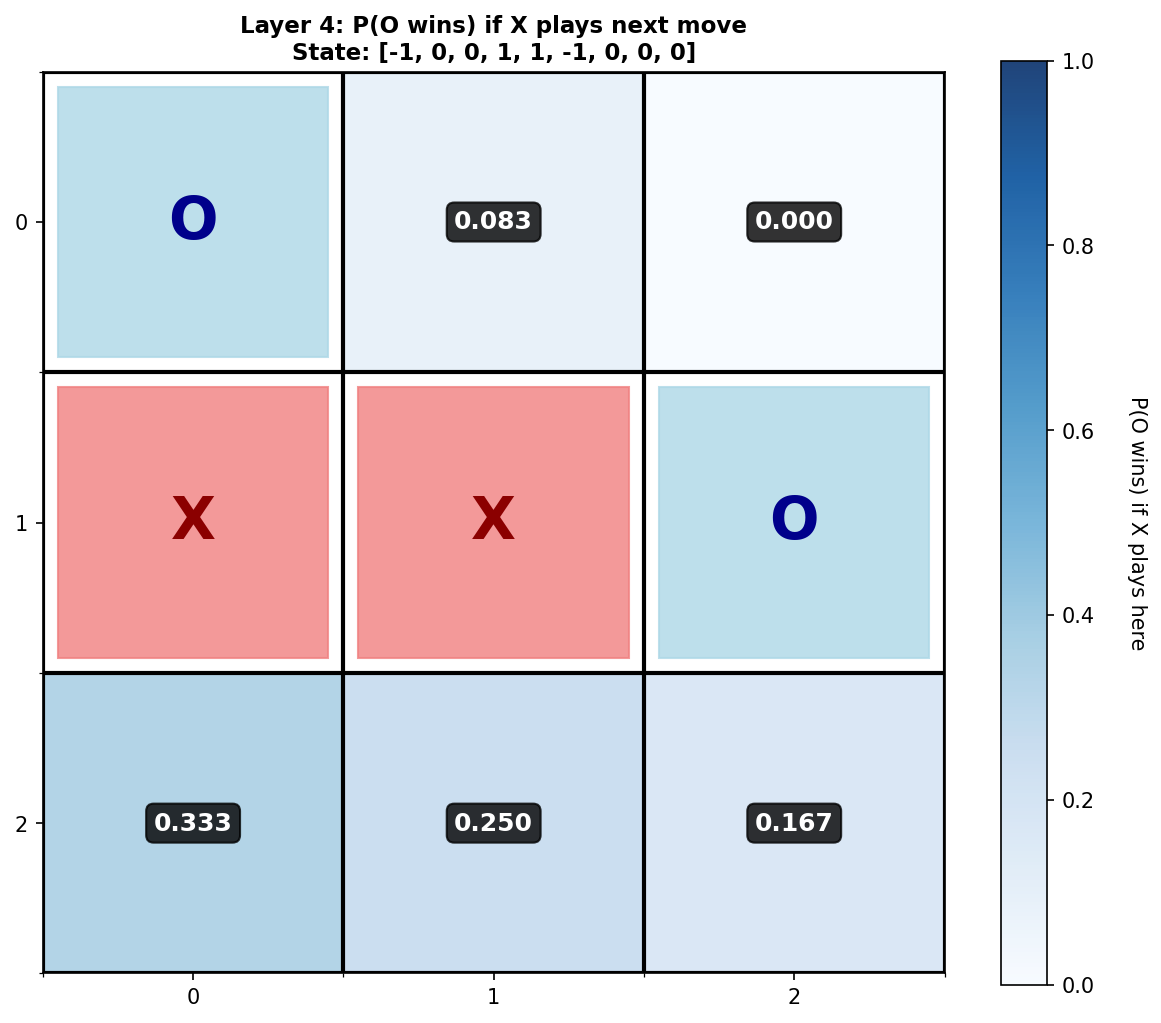 Layer 4: P(O wins) if X plays next move
State: [-1, 0, 0, 1, 1, -1, 0, 0, 0]
0
O
0.083
0.000
1
X
X
O
2
0.333
0.250
0.167
0
1
2
1.0
0.8
0.6
0.4
0.2
0.0
P(O wins) if X plays here